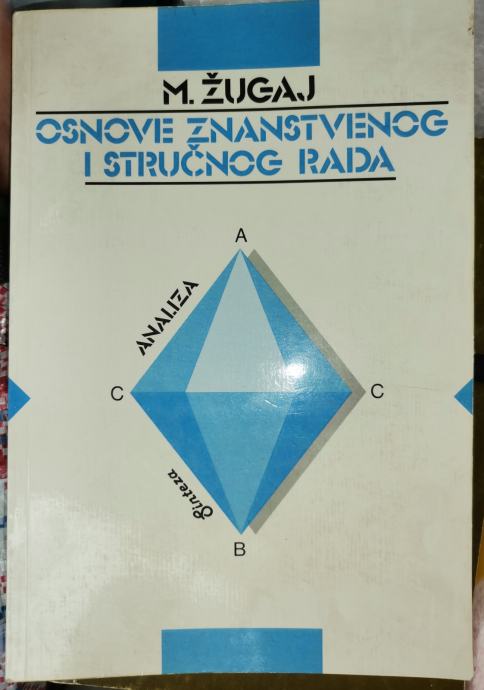 M. ŽUGAJ
OSNOVE ZNANSTVENOG
I STRUČNOG RADA
A
ANALIZA
C
C
Sinteza
B